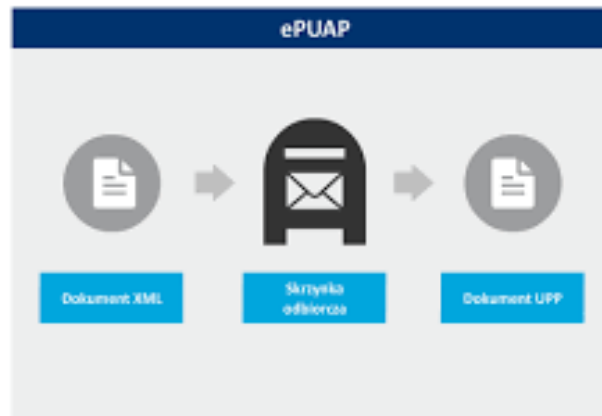 ePUAP
Dokument XML
Skrzynka
odbiorcza
Dokument UPP